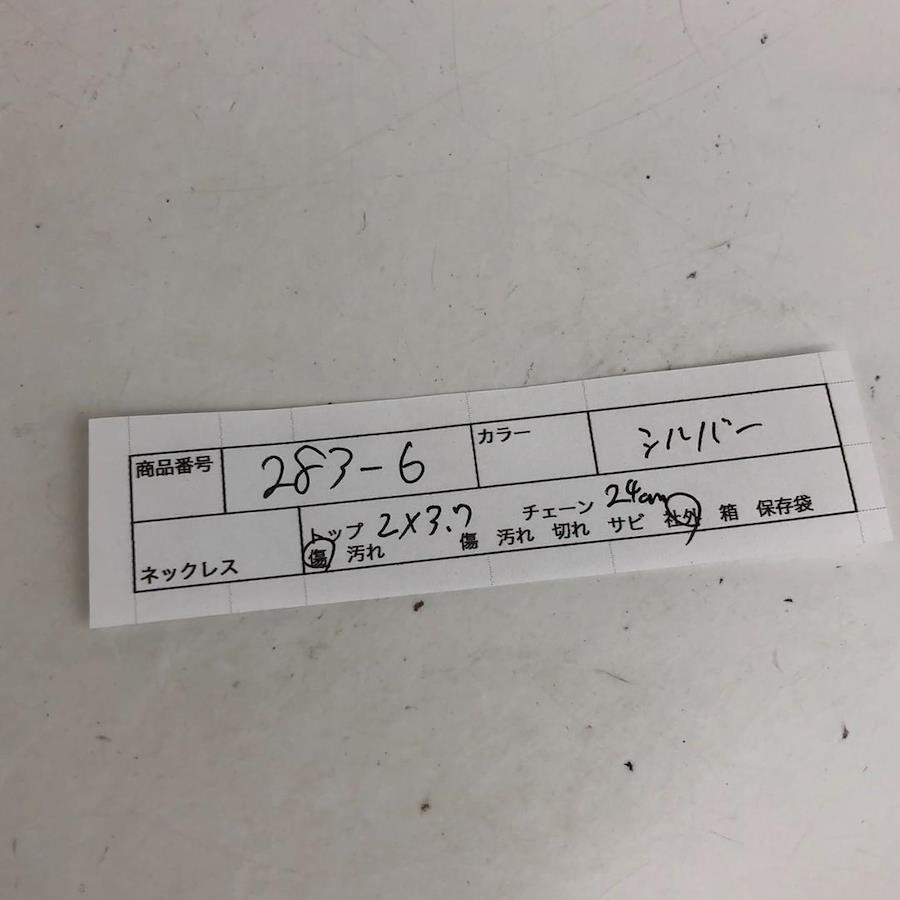 商品番号 283-6 カラー シルバー
ネックレス トップ 2×3.7 チェーン 24cm
傷 汚れ 傷 汚れ 切れ サビ 社外 箱 保存袋